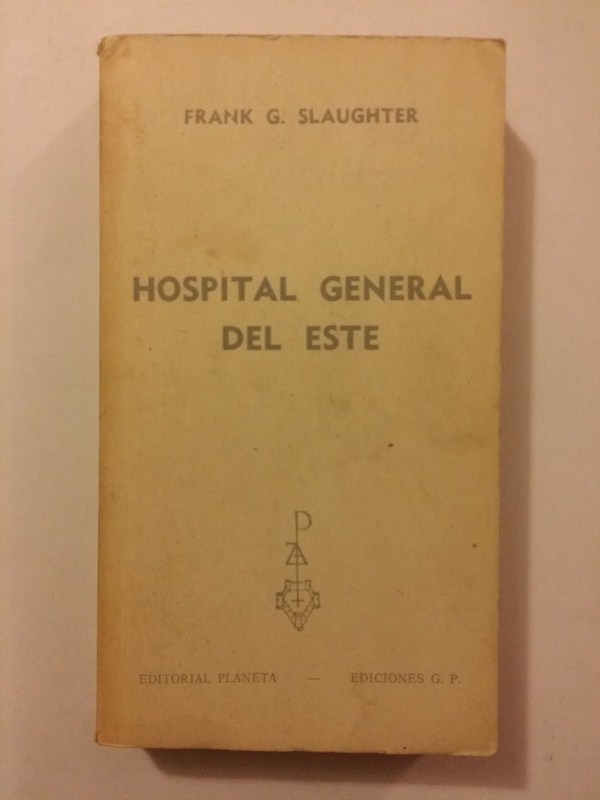 FRANK G. SLAUGHTER
HOSPITAL GENERAL
DEL ESTE
EDITORIAL PLANETA — EDICIONES G. P.